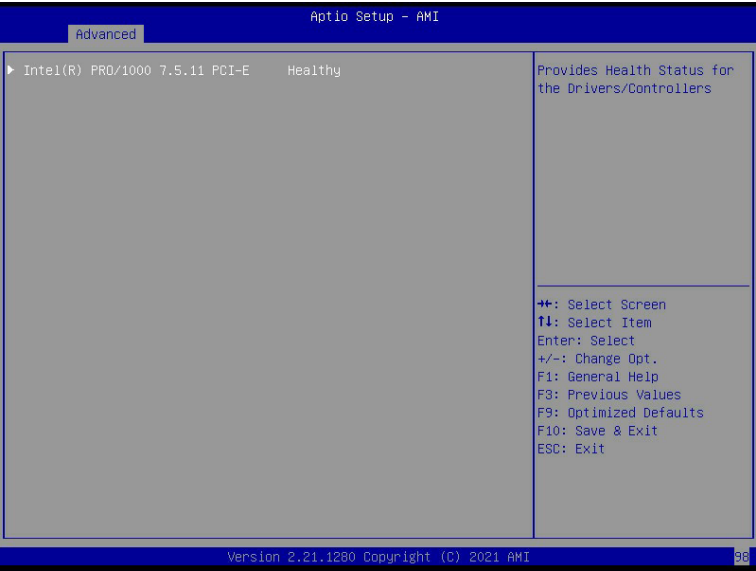 Aptio Setup – AMI
Advanced
▶ Intel(R) PRO/1000 7.5.11 PCI-E Healthy
Provides Health Status for
the Drivers/Controllers
→←: Select Screen
↑↓: Select Item
Enter: Select
+/-: Change Opt.
F1: General Help
F3: Previous Values
F9: Optimized Defaults
F10: Save & Exit
ESC: Exit
Version 2.21.1280 Copyright (C) 2021 AMI
98